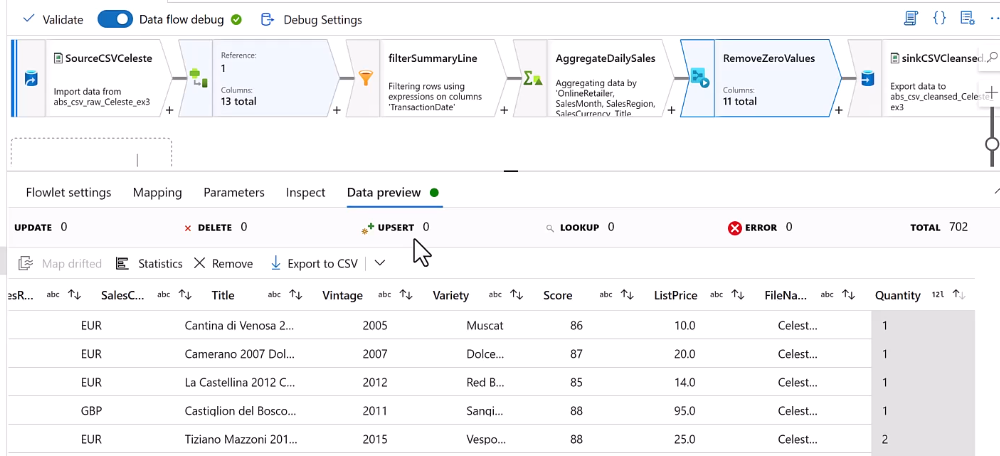 Validate Data flow debug Debug Settings
SourceCSVCeleste
Import data from
abs_csv_raw_Celeste_ex3
Reference:
1
Columns:
13 total
filterSummaryLine
Filtering rows using
expressions on columns
'TransactionDate'
AggregateDailySales
Aggregating data by
'OnlineRetailer,
SalesMonth, SalesRegion,
SalesCurrency, Title,
RemoveZeroValues
Columns:
11 total
sinkCSVCleansed
Export data to
abs_csv_cleansed_Celeste_
ex3
Flowlet settings Mapping Parameters Inspect Data preview
UPDATE 0 DELETE 0 UPSERT 0 LOOKUP 0 ERROR 0 TOTAL 702
Map drifted Statistics Remove Export to CSV
esR... abc SalesC... abc Title abc Vintage abc Variety abc Score abc ListPrice abc FileNa... abc Quantity 12l
EUR Cantina di Venosa 2... 2005 Muscat 86 10.0 Celest... 1
EUR Camerano 2007 Dol... 2007 Dolce... 87 20.0 Celest... 1
EUR La Castellina 2012 C... 2012 Red B... 85 14.0 Celest... 1
GBP Castiglion del Bosco... 2011 Sangi... 88 95.0 Celest... 1
EUR Tiziano Mazzoni 201... 2015 Vespo... 88 25.0 Celest... 2